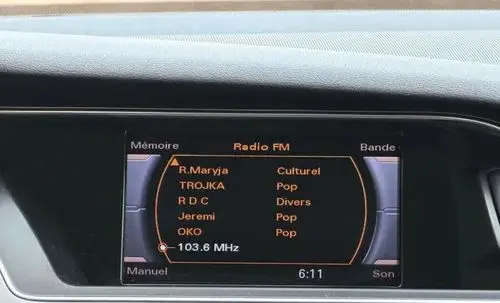 Mémoire Radio FM Bande
R.Maryja Culturel
TROJKA Pop
R D C Divers
Jeremi Pop
OKO Pop
103.6 MHz
Manuel 6:11 Son